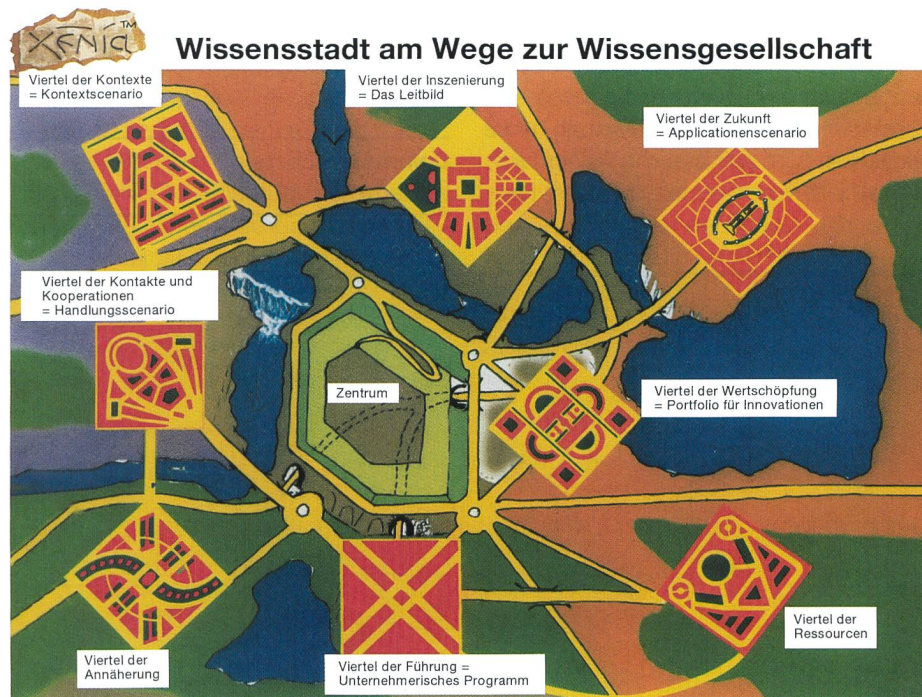 XENIA™
Wissensstadt am Wege zur Wissensgesellschaft
Viertel der Kontexte
= Kontextscenario
Viertel der Inszenierung
= Das Leitbild
Viertel der Zukunft
= Applicationenscenario
Viertel der Kontakte und
Kooperationen
= Handlungsscenario
Zentrum
Viertel der Wertschöpfung
= Portfolio für Innovationen
Viertel der
Annäherung
Viertel der Führung =
Unternehmerisches Programm
Viertel der
Ressourcen